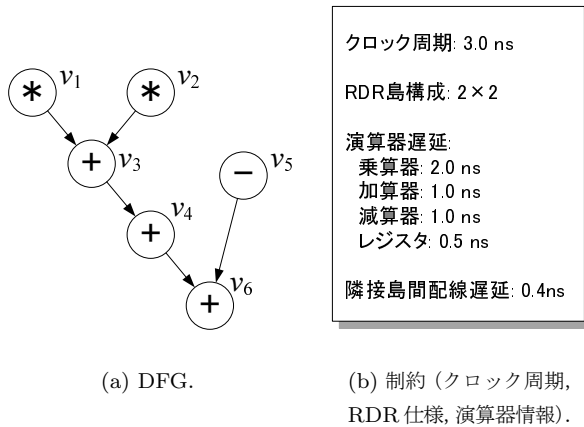 * v1
* v2
+ v3
− v5
+ v4
+ v6
クロック周期: 3.0 ns
RDR島構成: 2×2
演算器遅延:
乗算器: 2.0 ns
加算器: 1.0 ns
減算器: 1.0 ns
レジスタ: 0.5 ns
隣接島間配線遅延: 0.4ns
(a) DFG.
(b) 制約 (クロック周期,
RDR 仕様, 演算器情報).